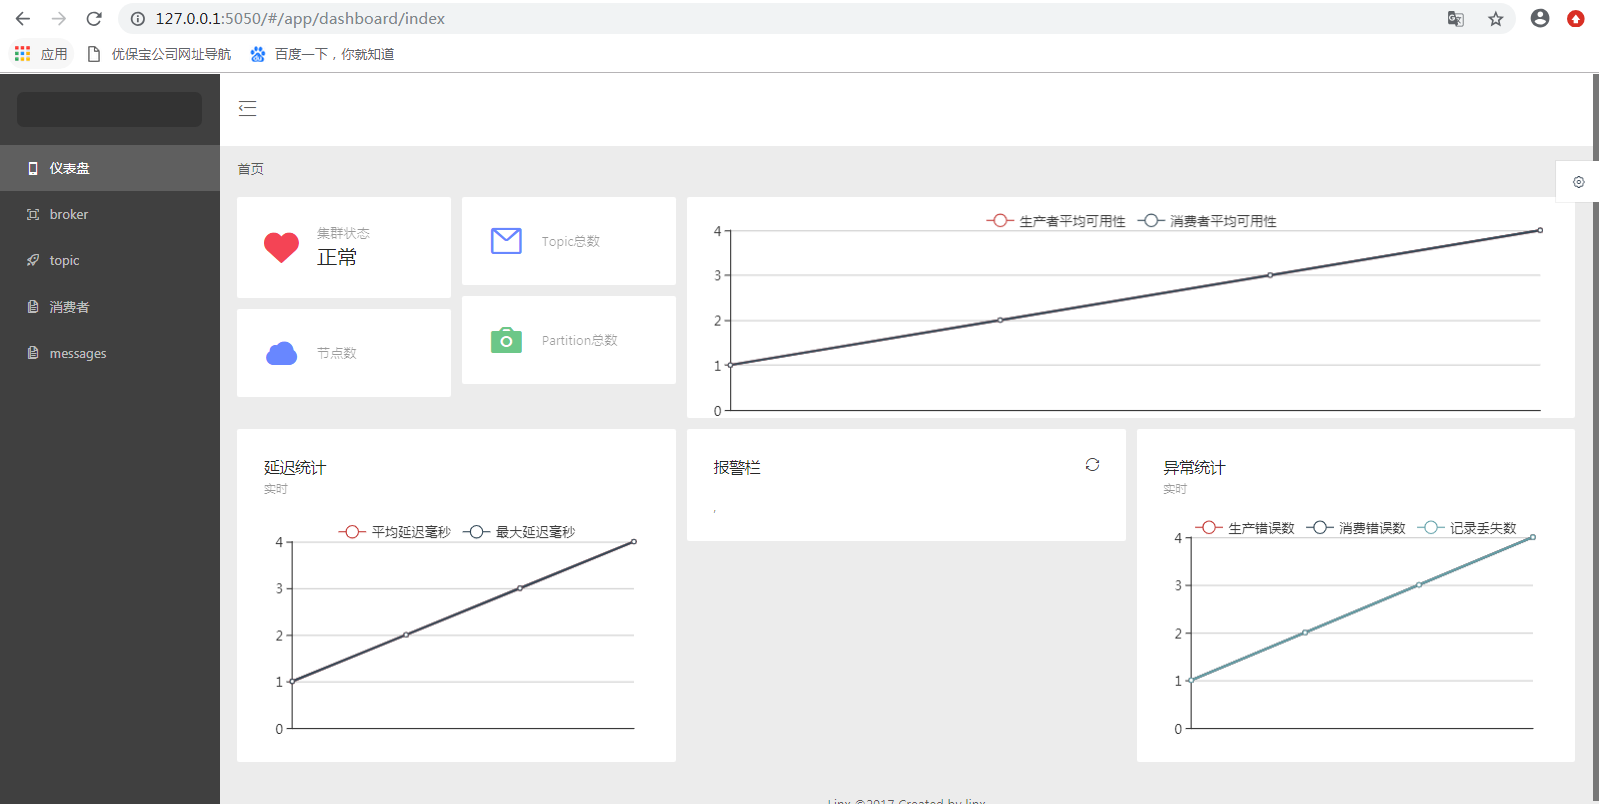 127.0.0.1:5050/#/app/dashboard/index
应用 优保宝公司网址导航 百度一下，你就知道
仪表盘
broker
topic
消费者
messages
首页
集群状态
正常
节点数
Topic总数
Partition总数
生产者平均可用性 消费者平均可用性
4
3
2
1
0
延迟统计
实时
平均延迟毫秒 最大延迟毫秒
4
3
2
1
0
报警栏
,
异常统计
实时
生产错误数 消费错误数 记录丢失数
4
3
2
1
0
Linx ©2017 Created by linx